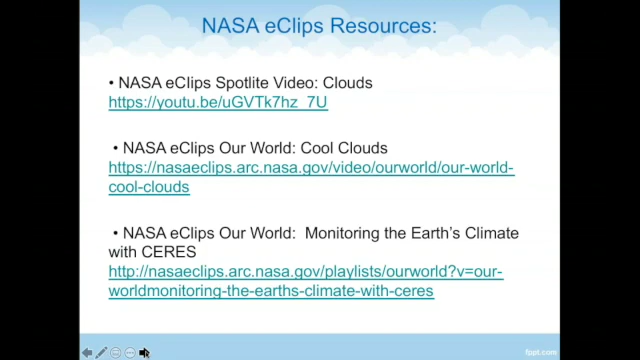 NASA eClips Resources:
• NASA eClips Spotlite Video: Clouds
https://youtu.be/uGVTk7hz_7U
• NASA eClips Our World: Cool Clouds
https://nasaeclips.arc.nasa.gov/video/ourworld/our-world-
cool-clouds
• NASA eClips Our World: Monitoring the Earth's Climate
with CERES
http://nasaeclips.arc.nasa.gov/playlists/ourworld?v=our-
worldmonitoring-the-earths-climate-with-ceres
fppt.com